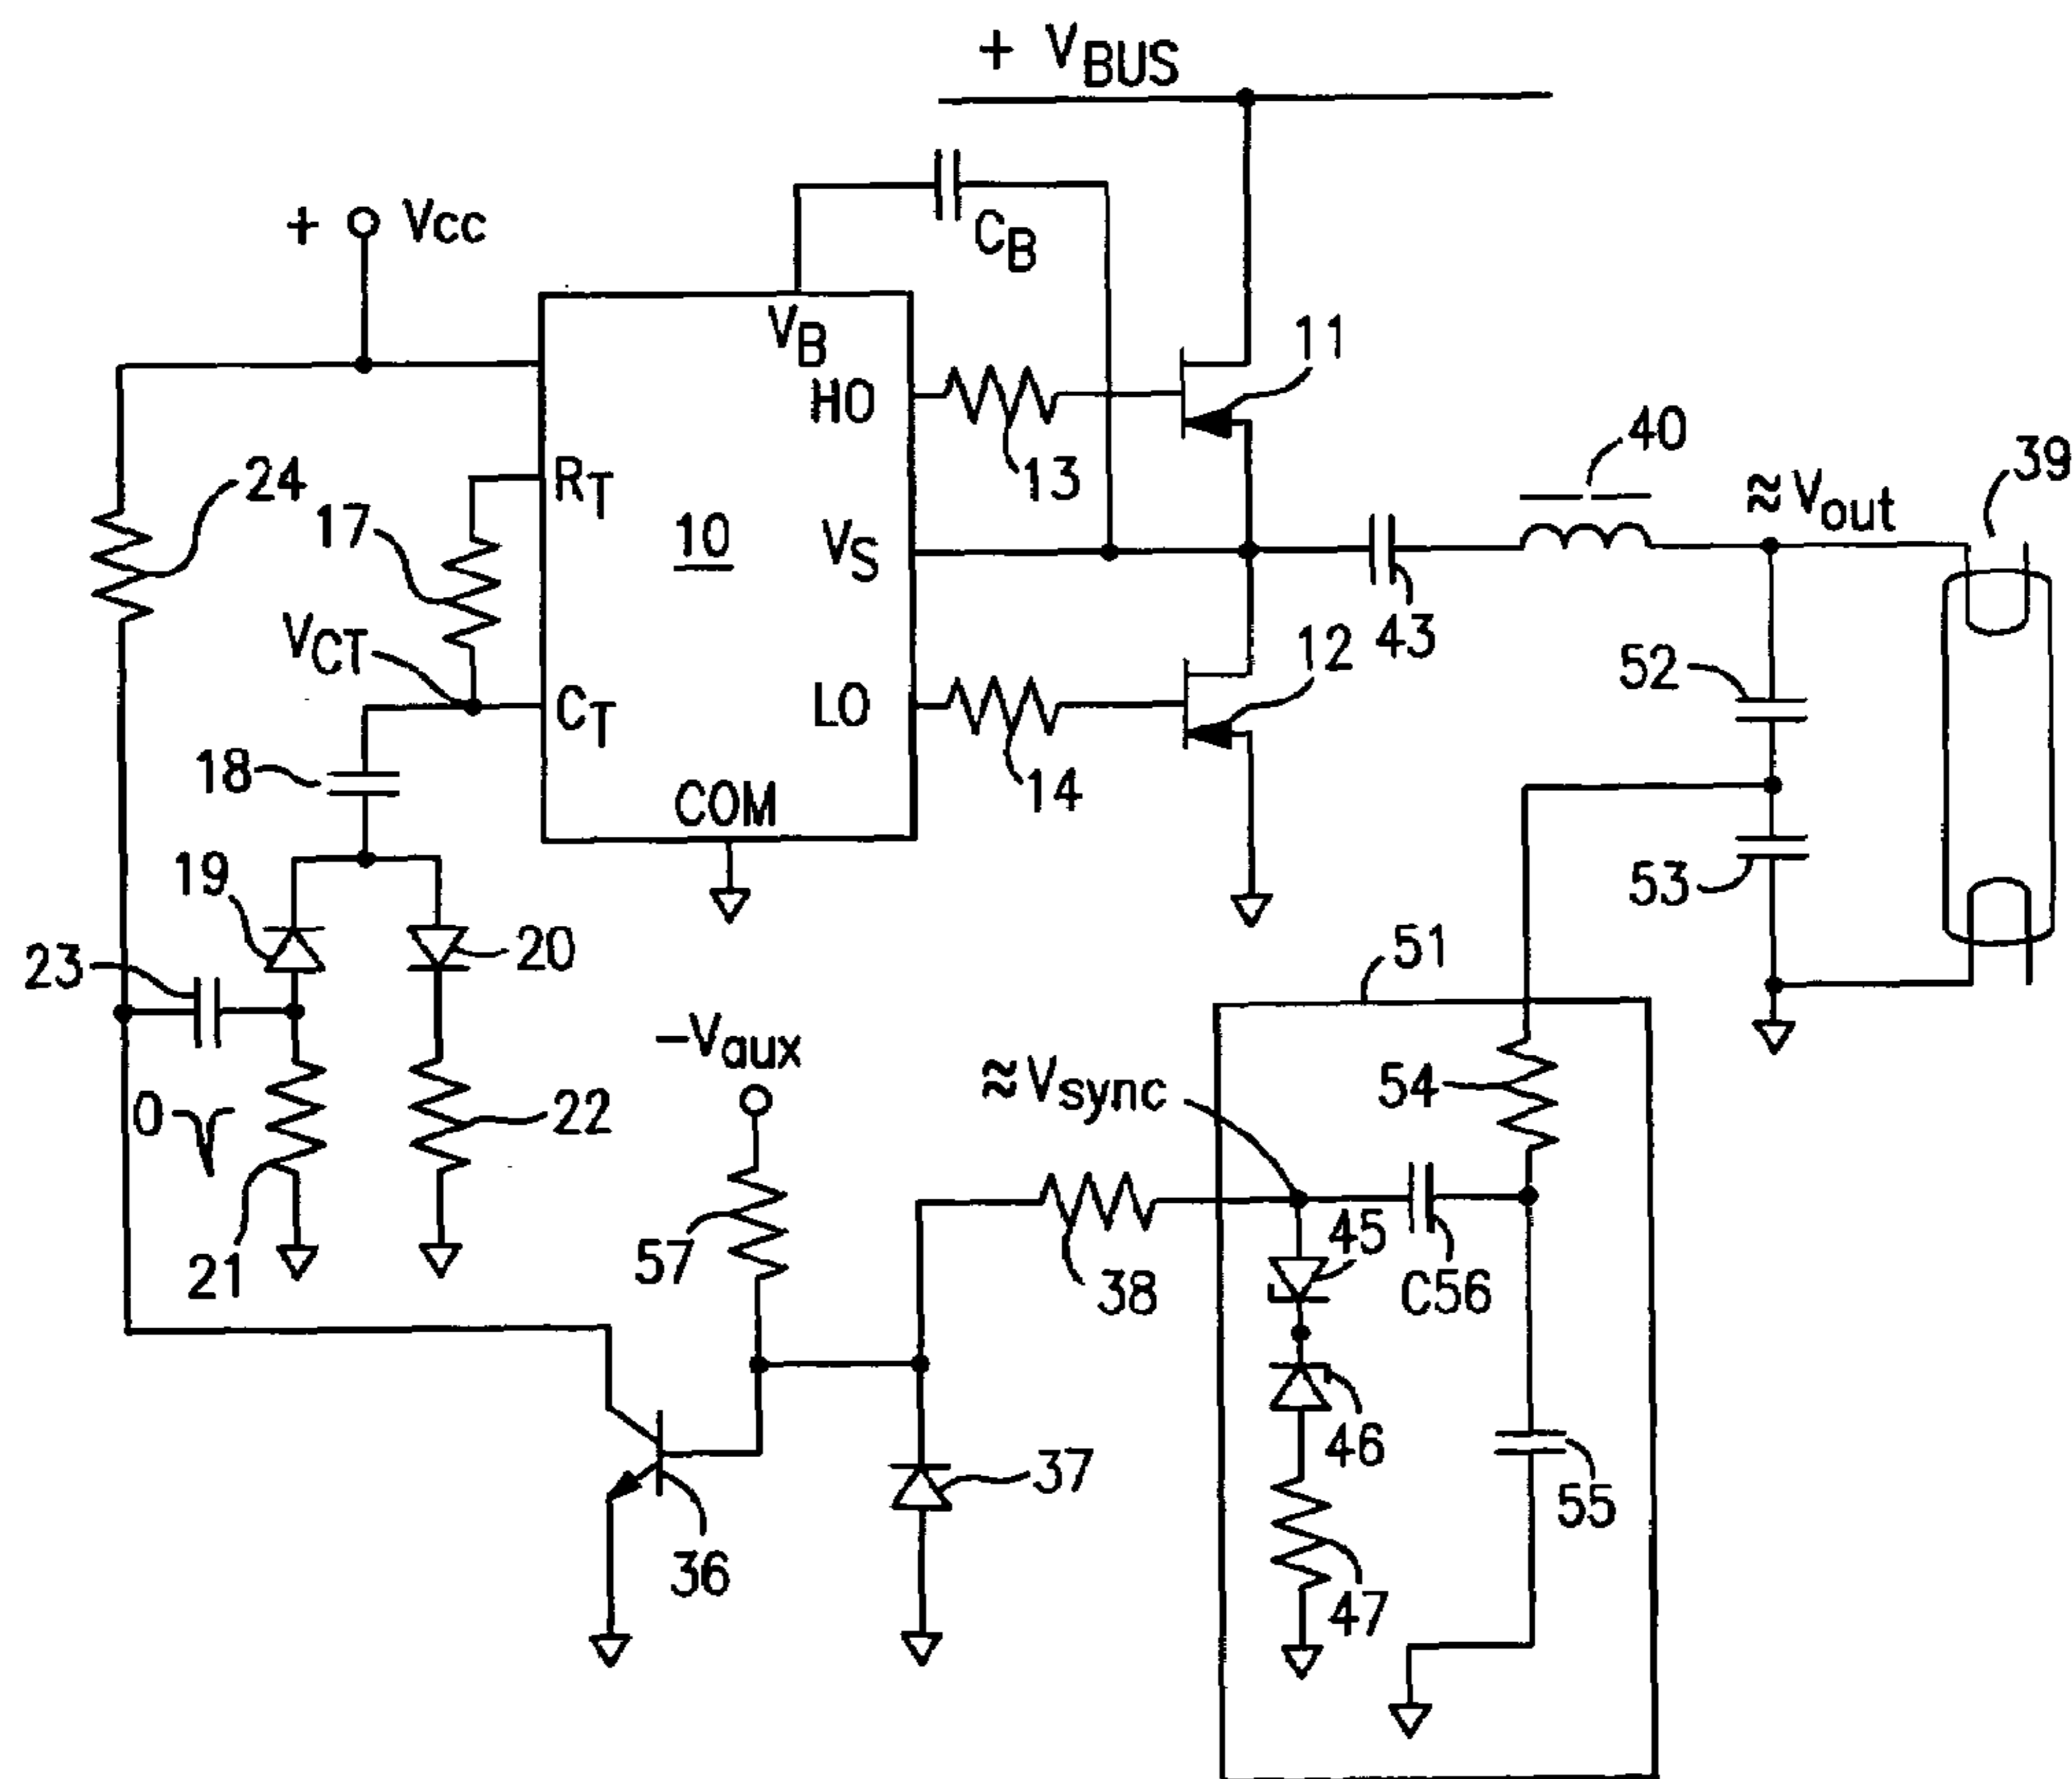 + VBUS
+ Vcc
CB
VB
HO
11
13
24
17
RT
10
VS
40
≈Vout
39
VCT
CT
LO
12
43
52
18
14
COM
53
19
23
20
51
-Vaux
≈Vsync
54
0
22
21
57
38
45
C56
46
37
55
36
47